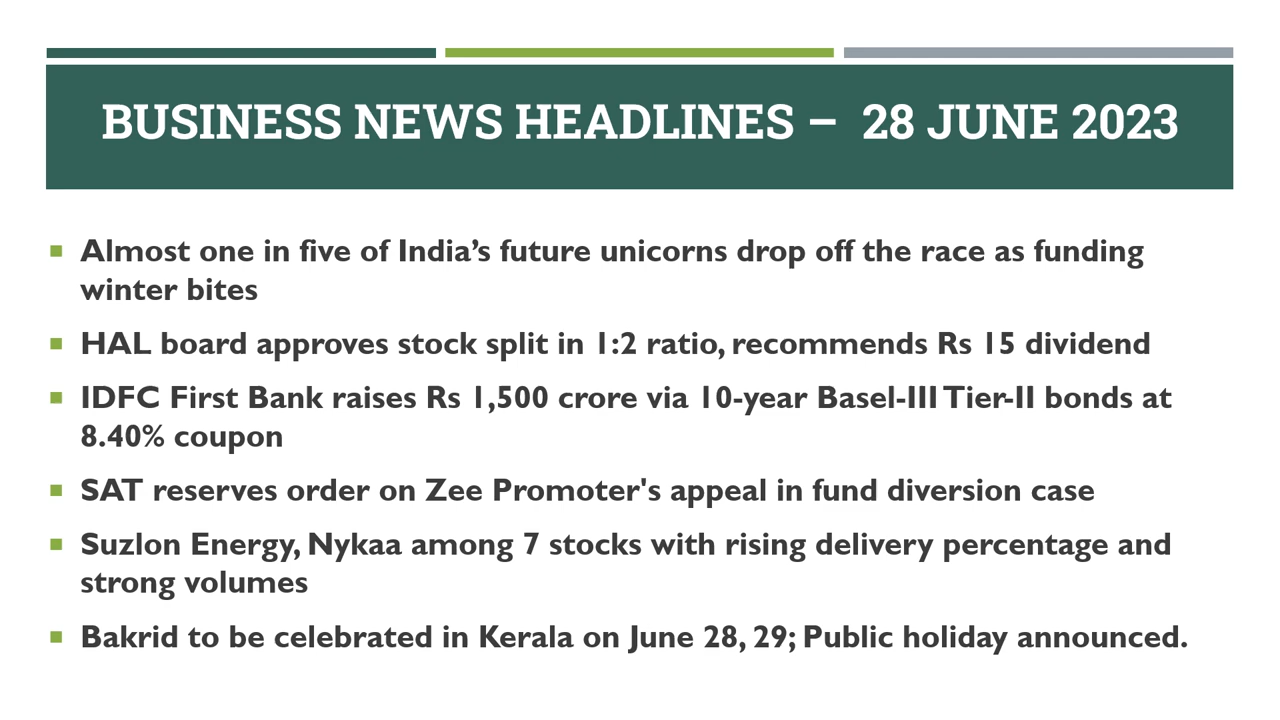 BUSINESS NEWS HEADLINES – 28 JUNE 2023
Almost one in five of India’s future unicorns drop off the race as funding
winter bites
HAL board approves stock split in 1:2 ratio, recommends Rs 15 dividend
IDFC First Bank raises Rs 1,500 crore via 10-year Basel-III Tier-II bonds at
8.40% coupon
SAT reserves order on Zee Promoter's appeal in fund diversion case
Suzlon Energy, Nykaa among 7 stocks with rising delivery percentage and
strong volumes
Bakrid to be celebrated in Kerala on June 28, 29; Public holiday announced.